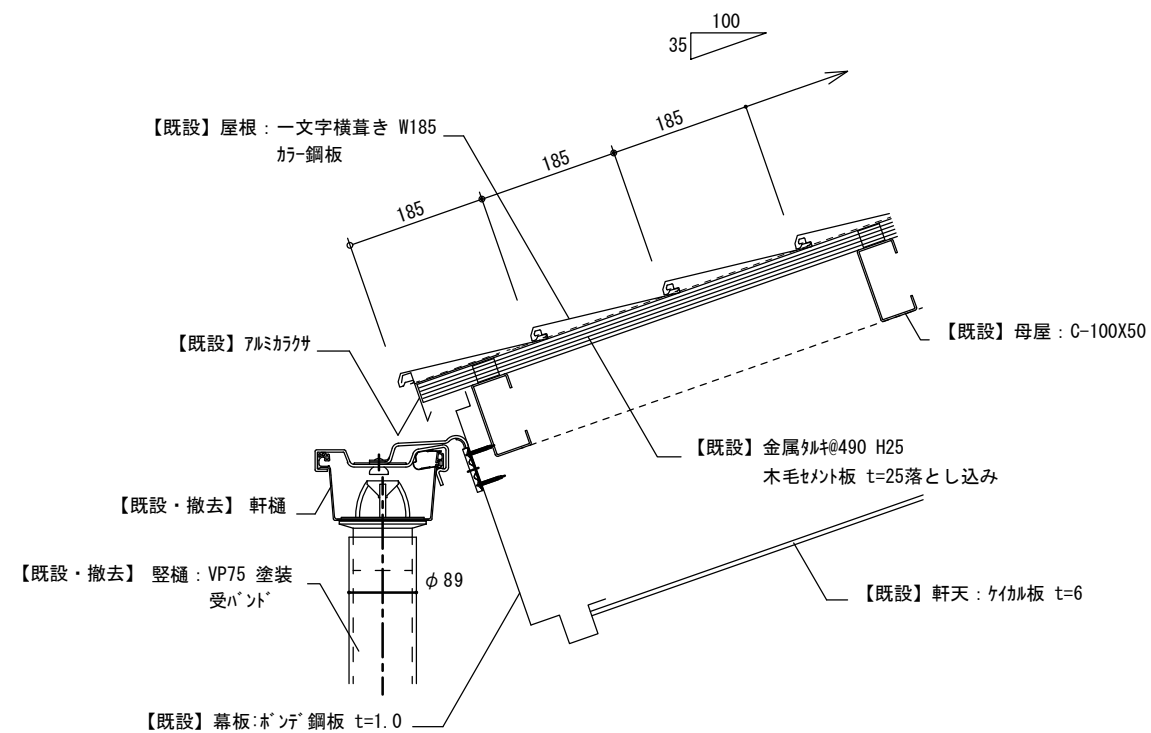 100
35
185
【既設】屋根：一文字横葺き W185
ｶﾗｰ鋼板
185
185
【既設】ｱﾙﾐｶﾗｸｻ
【既設】母屋：C-100X50
【既設】金属ﾀﾙｷ@490 H25
木毛ｾﾒﾝﾄ板 t=25落とし込み
【既設・撤去】 軒樋
【既設・撤去】 竪樋：VP75 塗装
受ﾊﾞﾝﾄﾞ
φ89
【既設】軒天：ｹｲｶﾙ板 t=6
【既設】幕板:ﾎﾞﾝﾃﾞ鋼板 t=1.0